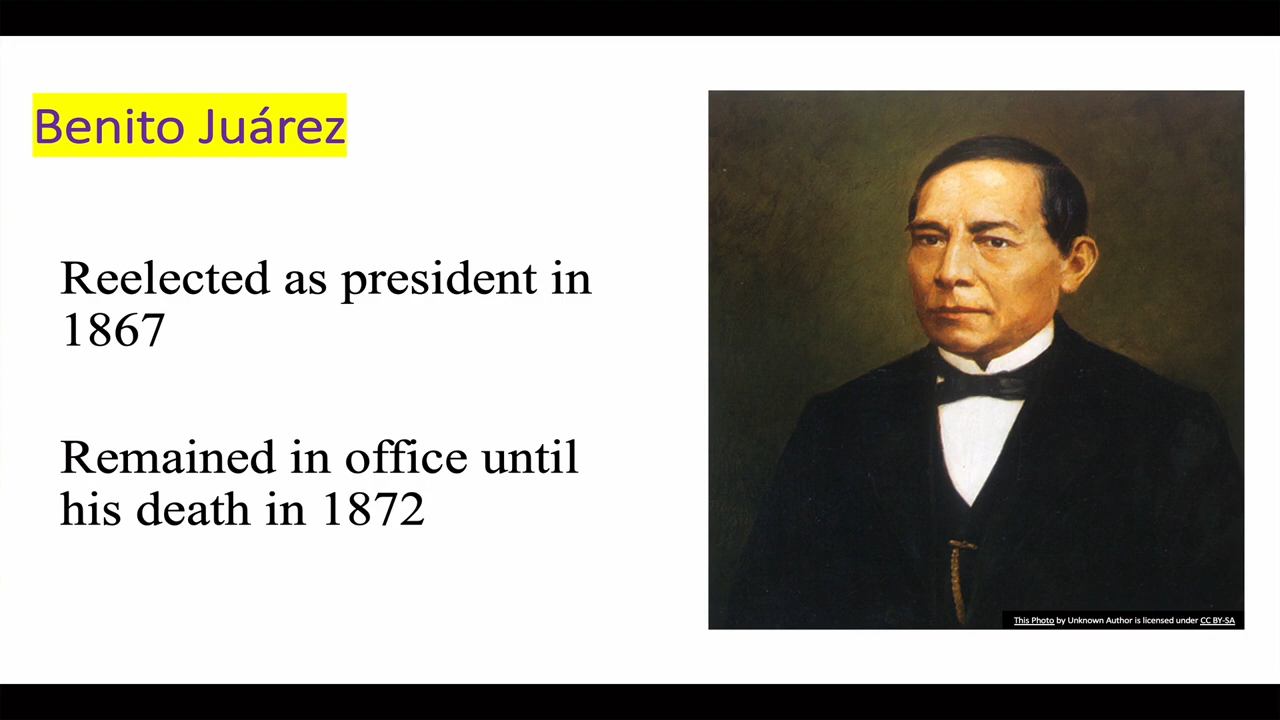 Benito Juárez
Reelected as president in
1867
Remained in office until
his death in 1872
This Photo by Unknown Author is licensed under CC BY-SA